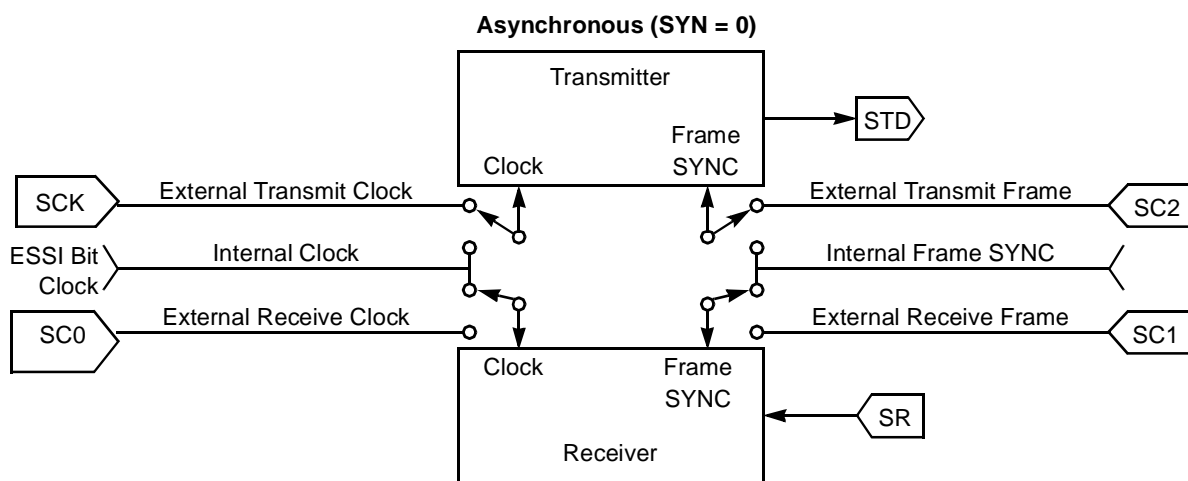 Asynchronous (SYN = 0)
Transmitter
STD
Frame
SYNC
Clock
SCK
External Transmit Clock
External Transmit Frame
SC2
ESSI Bit
Clock
Internal Clock
Internal Frame SYNC
SC0
External Receive Clock
External Receive Frame
SC1
Clock
Frame
SYNC
SR
Receiver